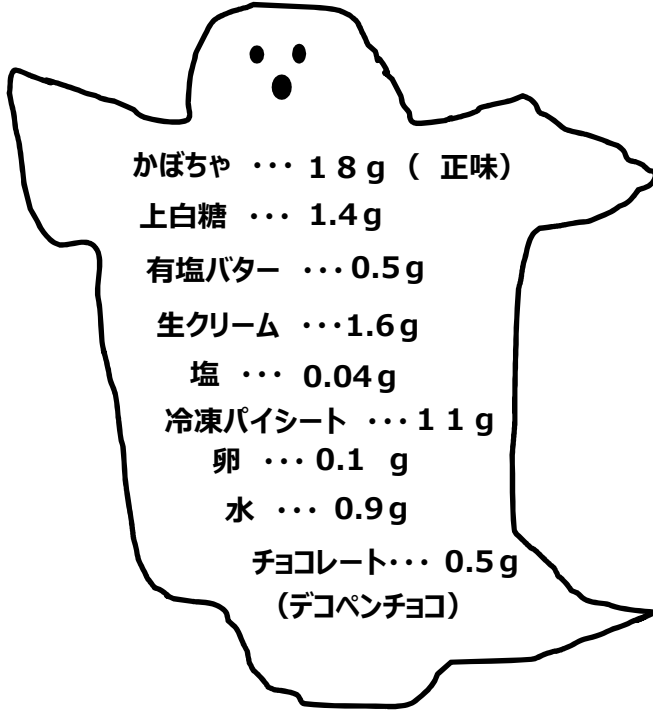 かぼちゃ ・・・ 18g ( 正味)
上白糖 ・・・ 1.4g
有塩バター ・・・0.5g
生クリーム ・・・1.6g
塩 ・・・ 0.04g
冷凍パイシート ・・・11g
卵 ・・・0.1 g
水 ・・・ 0.9g
チョコレート・・・ 0.5g
(デコペンチョコ)